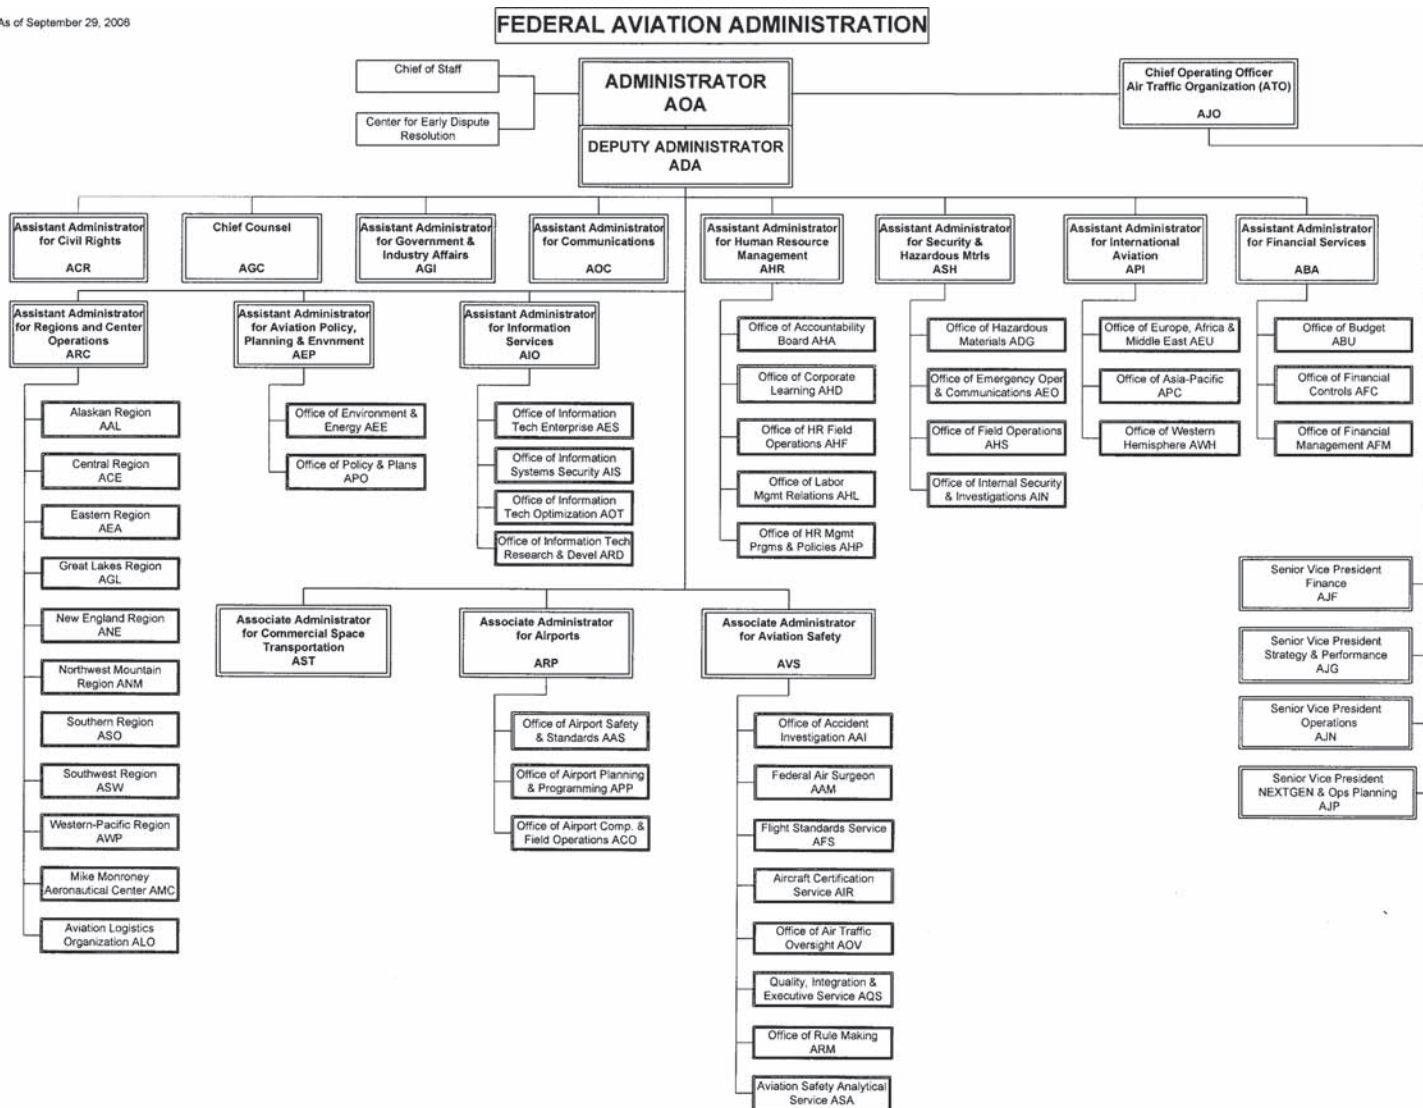 As of September 29, 2008
FEDERAL AVIATION ADMINISTRATION
Chief of Staff
Center for Early Dispute
Resolution
ADMINISTRATOR
AOA
DEPUTY ADMINISTRATOR
ADA
Chief Operating Officer
Air Traffic Organization (ATO)
AJO
Assistant Administrator
for Civil Rights
ACR
Chief Counsel
AGC
Assistant Administrator
for Government &
Industry Affairs
AGI
Assistant Administrator
for Communications
AOC
Assistant Administrator
for Human Resource
Management
AHR
Assistant Administrator
for Security &
Hazardous Mtrls
ASH
Assistant Administrator
for International
Aviation
API
Assistant Administrator
for Financial Services
ABA
Assistant Administrator
for Regions and Center
Operations
ARC
Assistant Administrator
for Aviation Policy,
Planning & Envnment
AEP
Assistant Administrator
for Information
Services
AIO
Alaskan Region
AAL
Central Region
ACE
Eastern Region
AEA
Great Lakes Region
AGL
New England Region
ANE
Northwest Mountain
Region ANM
Southern Region
ASO
Southwest Region
ASW
Western-Pacific Region
AWP
Mike Monroney
Aeronautical Center AMC
Aviation Logistics
Organization ALO
Office of Environment &
Energy AEE
Office of Policy & Plans
APO
Office of Information
Tech Enterprise AES
Office of Information
Systems Security AIS
Office of Information
Tech Optimization AOT
Office of Information Tech
Research & Devel ARD
Office of Accountability
Board AHA
Office of Corporate
Learning AHD
Office of HR Field
Operations AHF
Office of Labor
Mgmt Relations AHL
Office of HR Mgmt
Prgms & Policies AHP
Office of Hazardous
Materials ADG
Office of Emergency Oper
& Communications AEO
Office of Field Operations
AHS
Office of Internal Security
& Investigations AIN
Office of Europe, Africa &
Middle East AEU
Office of Asia-Pacific
APC
Office of Western
Hemisphere AWH
Office of Budget
ABU
Office of Financial
Controls AFC
Office of Financial
Management AFM
Associate Administrator
for Commercial Space
Transportation
AST
Associate Administrator
for Airports
ARP
Associate Administrator
for Aviation Safety
AVS
Office of Airport Safety
& Standards AAS
Office of Airport Planning
& Programming APP
Office of Airport Comp. &
Field Operations ACO
Office of Accident
Investigation AAI
Federal Air Surgeon
AAM
Flight Standards Service
AFS
Aircraft Certification
Service AIR
Office of Air Traffic
Oversight AOV
Quality, Integration &
Executive Service AQS
Office of Rule Making
ARM
Aviation Safety Analytical
Service ASA
Senior Vice President
Finance
AJF
Senior Vice President
Strategy & Performance
AJG
Senior Vice President
Operations
AJN
Senior Vice President
NEXTGEN & Ops Planning
AJP